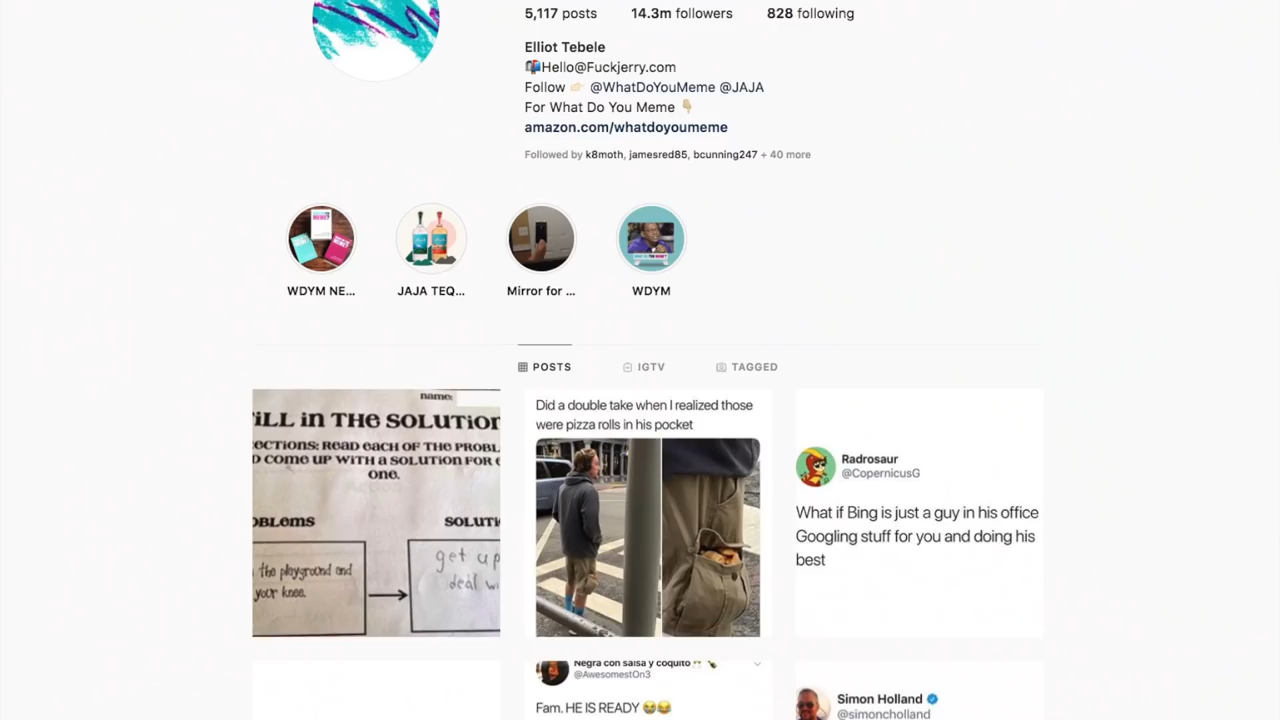 5,117 posts 14.3m followers 828 following
Elliot Tebele
📬Hello@Fuckjerry.com
Follow 👉🏻 @WhatDoYouMeme @JAJA
For What Do You Meme 👇🏼
amazon.com/whatdoyoumeme
Followed by k8moth, jamesred85, bcunning247 + 40 more
WDYM NE... JAJA TEQ... Mirror for ... WDYM
POSTS IGTV TAGGED
name:
ill in the Solution
ections: Read each of the probl
d come up with a solution for e
one.
oblems soluti
the playground and
your knee.
get up
deal wi
Did a double take when I realized those
were pizza rolls in his pocket
Radrosaur
@CopernicusG
What if Bing is just a guy in his office
Googling stuff for you and doing his
best
Negra con salsa y coquito
@AwesomestOn3
Fam. HE IS READY 😂😂
Simon Holland
@simoncholland